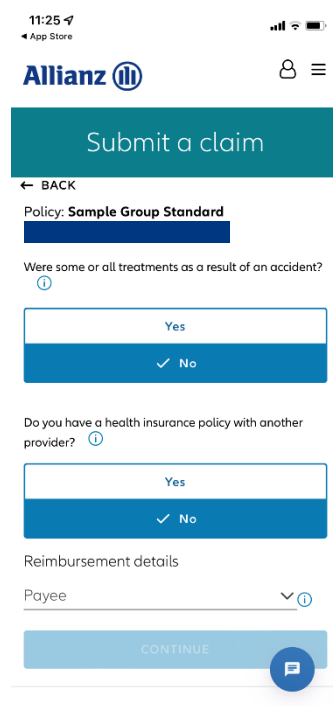 11:25
App Store
Allianz
Submit a claim
← BACK
Policy: Sample Group Standard
Were some or all treatments as a result of an accident?
Yes
✓ No
Do you have a health insurance policy with another
provider?
Yes
✓ No
Reimbursement details
Payee
CONTINUE